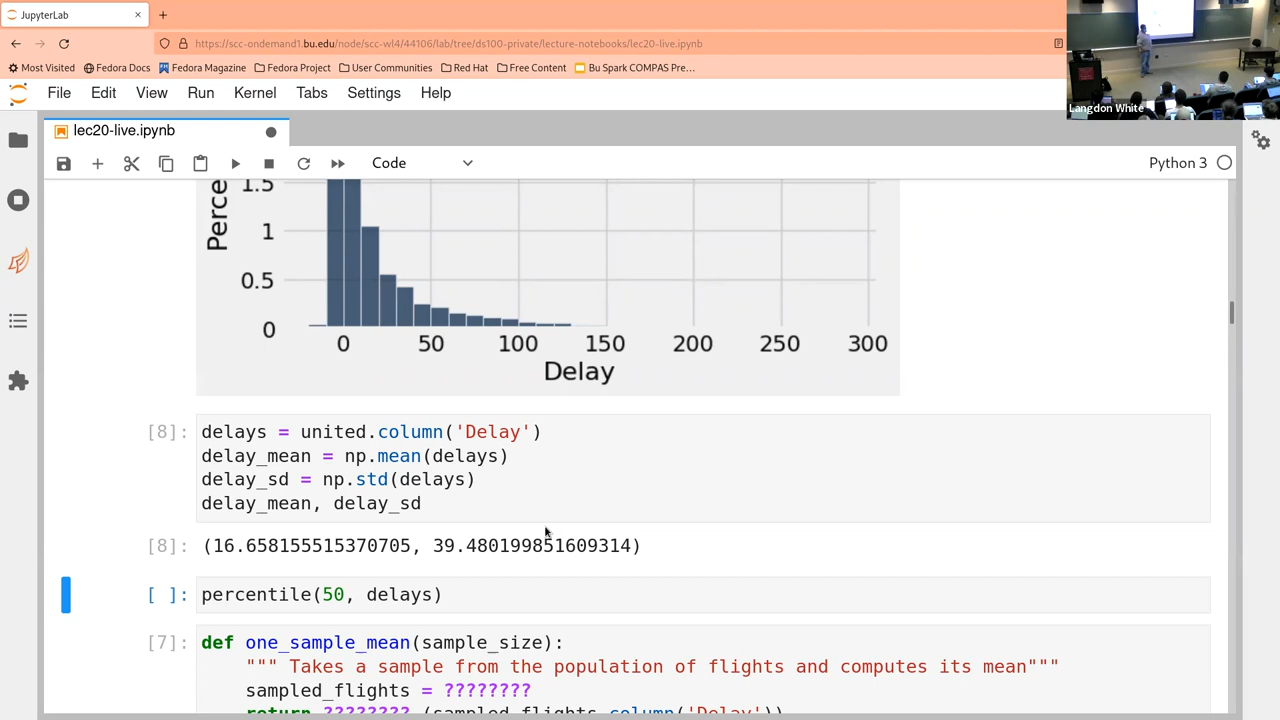 JupyterLab
https://scc-ondemand1.bu.edu/node/scc-wl4/44106/lab/tree/ds100-private/lecture-notebooks/lec20-live.ipynb
Most Visited Fedora Docs Fedora Magazine Fedora Project User Communities Red Hat Free Content Bu Spark COMPAS Pre…
Langdon White
File Edit View Run Kernel Tabs Settings Help
lec20-live.ipynb
Code
Python 3
Perce
1.5
1
0.5
0
0 50 100 150 200 250 300
Delay
[8]: delays = united.column('Delay')
delay_mean = np.mean(delays)
delay_sd = np.std(delays)
delay_mean, delay_sd
[8]: (16.658155515370705, 39.480199851609314)
[ ]: percentile(50, delays)
[7]: def one_sample_mean(sample_size):
""" Takes a sample from the population of flights and computes its mean"""
sampled_flights = ????????
return ????????.(sampled_flights.column('Delay'))